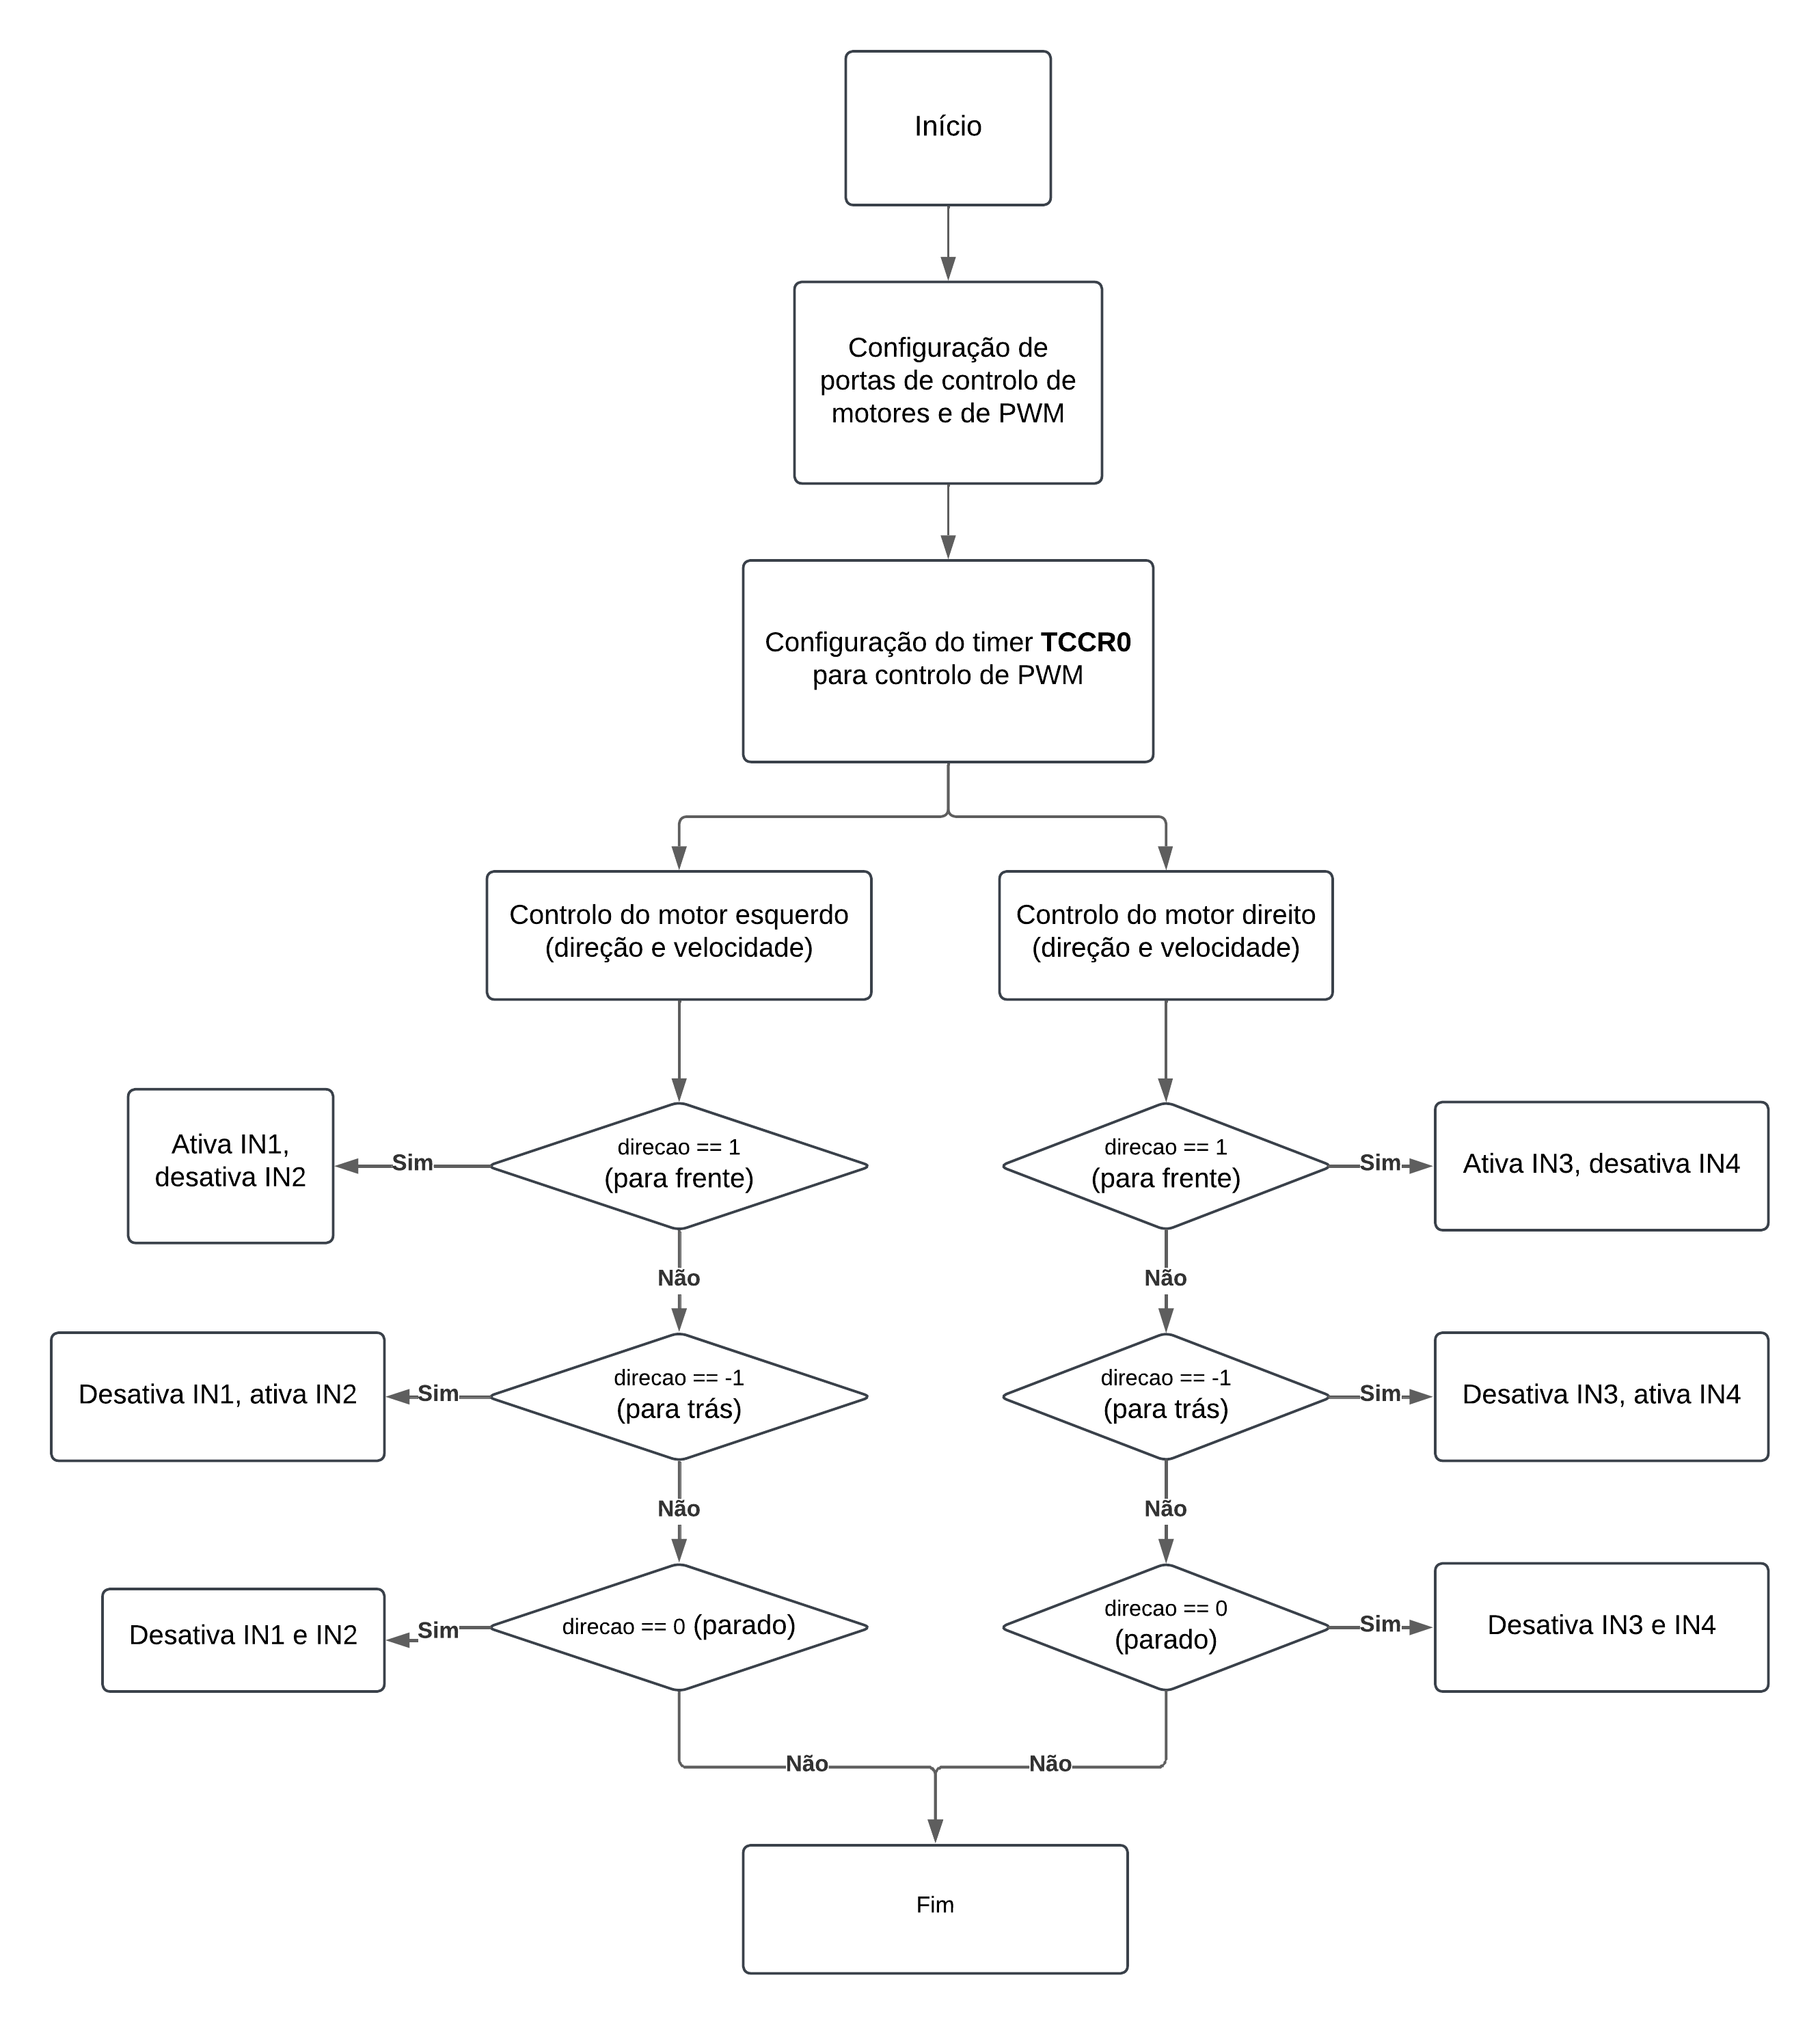 Início
Configuração de
portas de controlo de
motores e de PWM
Configuração do timer TCCR0
para controlo de PWM
Controlo do motor esquerdo
(direção e velocidade)
Controlo do motor direito
(direção e velocidade)
Ativa IN1,
desativa IN2
Sim
direcao == 1
(para frente)
direcao == 1
(para frente)
Sim
Ativa IN3, desativa IN4
Não
Não
Desativa IN1, ativa IN2
Sim
direcao == -1
(para trás)
direcao == -1
(para trás)
Sim
Desativa IN3, ativa IN4
Não
Não
Desativa IN1 e IN2
Sim
direcao == 0 (parado)
direcao == 0
(parado)
Sim
Desativa IN3 e IN4
Não
Não
Fim